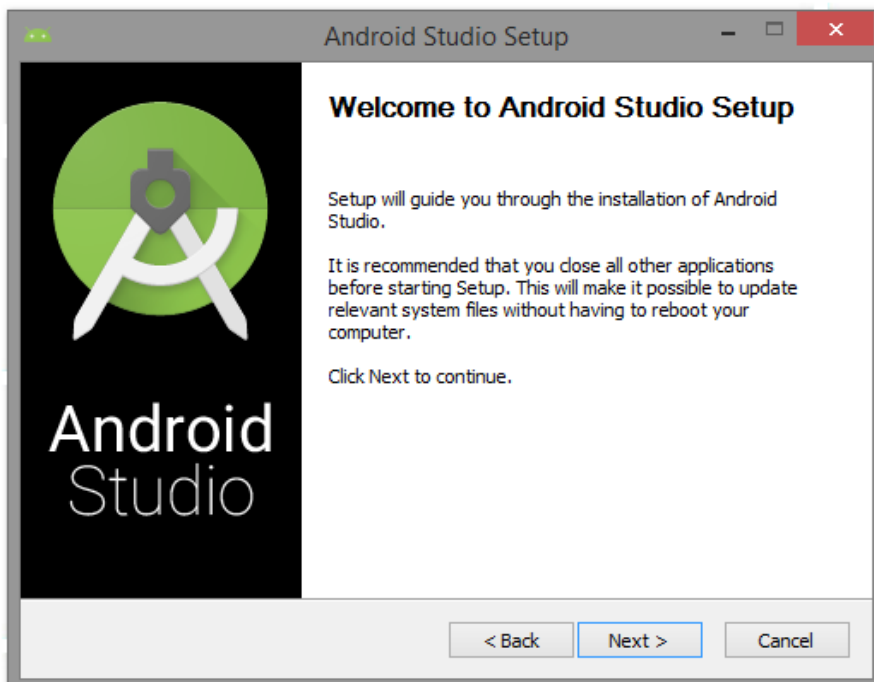 Android Studio Setup
Welcome to Android Studio Setup
Setup will guide you through the installation of Android
Studio.
It is recommended that you close all other applications
before starting Setup. This will make it possible to update
relevant system files without having to reboot your
computer.
Click Next to continue.
Android
Studio
< Back
Next >
Cancel